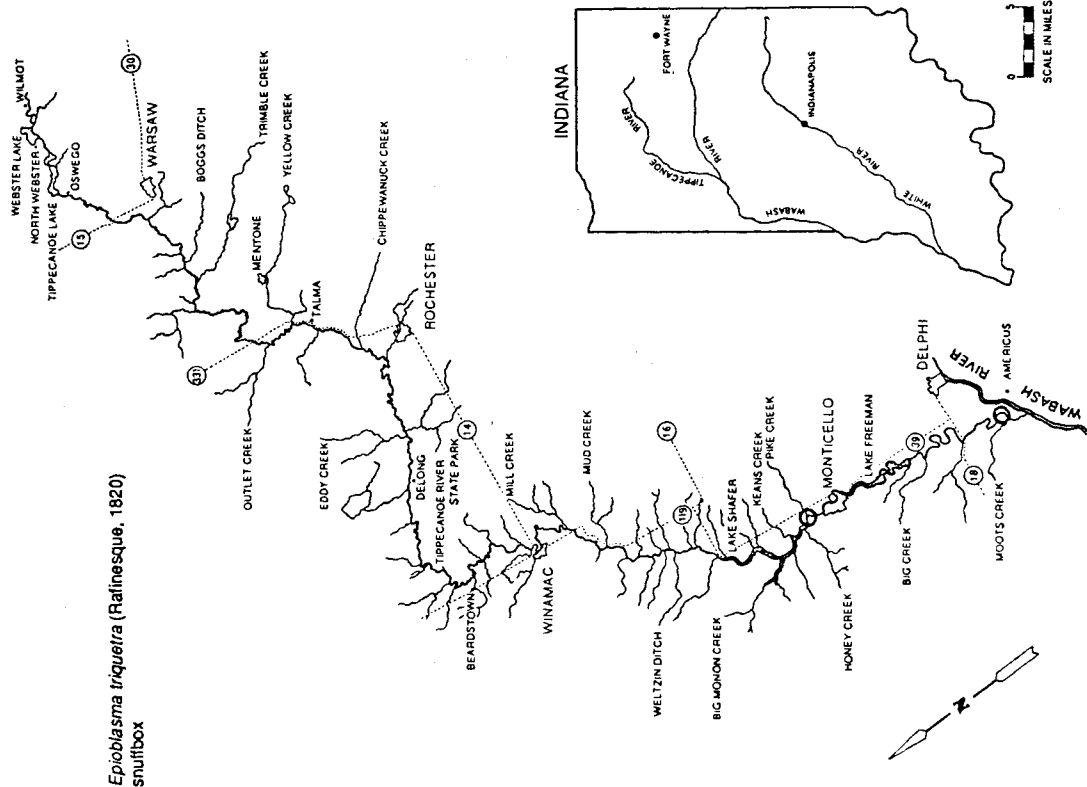 Epioblasma triquetra (Rafinesque, 1820)
snuffbox
WEBSTER LAKE
WILMOT
NORTH WEBSTER
OSWEGO
TIPPECANOE LAKE
15
30
WARSAW
BOGGS DITCH
TRIMBLE CREEK
YELLOW CREEK
MENTONE
331
TALMA
CHIPPEWANUCK CREEK
OUTLET CREEK
ROCHESTER
EDDY CREEK
14
DELONG
TIPPECANOE RIVER
STATE PARK
MILL CREEK
BEARDSTOWN
WINAMAC
MUD CREEK
16
119
WELTZIN DITCH
LAKE SHAFER
KEANS CREEK
PIKE CREEK
BIG MONON CREEK
MONTICELLO
HONEY CREEK
LAKE FREEMAN
39
BIG CREEK
DELPHI
18
MOOTS CREEK
AMERICUS
WABASH
RIVER
N
INDIANA
FORT WAYNE
TIPPECANOE
RIVER
RIVER
WABASH
INDIANAPOLIS
RIVER
WHITE
0 5
SCALE IN MILES